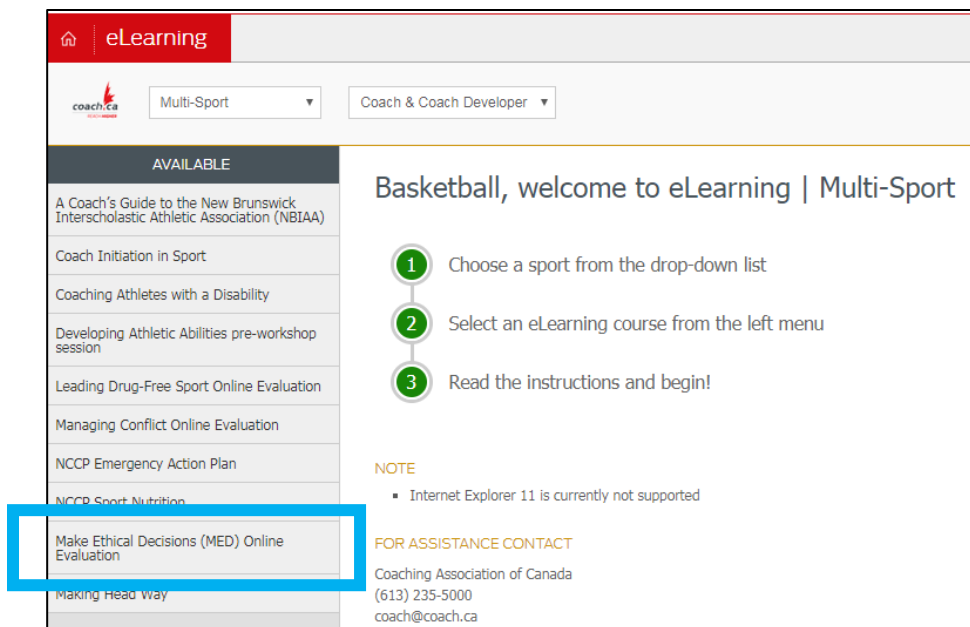 eLearning
coach.ca
Multi-Sport
Coach & Coach Developer
AVAILABLE
A Coach's Guide to the New Brunswick
Interscholastic Athletic Association (NBIAA)
Coach Initiation in Sport
Coaching Athletes with a Disability
Developing Athletic Abilities pre-workshop
session
Leading Drug-Free Sport Online Evaluation
Managing Conflict Online Evaluation
NCCP Emergency Action Plan
NCCP Sport Nutrition
Make Ethical Decisions (MED) Online
Evaluation
Making Head Way
Basketball, welcome to eLearning | Multi-Sport
1 Choose a sport from the drop-down list
2 Select an eLearning course from the left menu
3 Read the instructions and begin!
NOTE
▪ Internet Explorer 11 is currently not supported
FOR ASSISTANCE CONTACT
Coaching Association of Canada
(613) 235-5000
coach@coach.ca